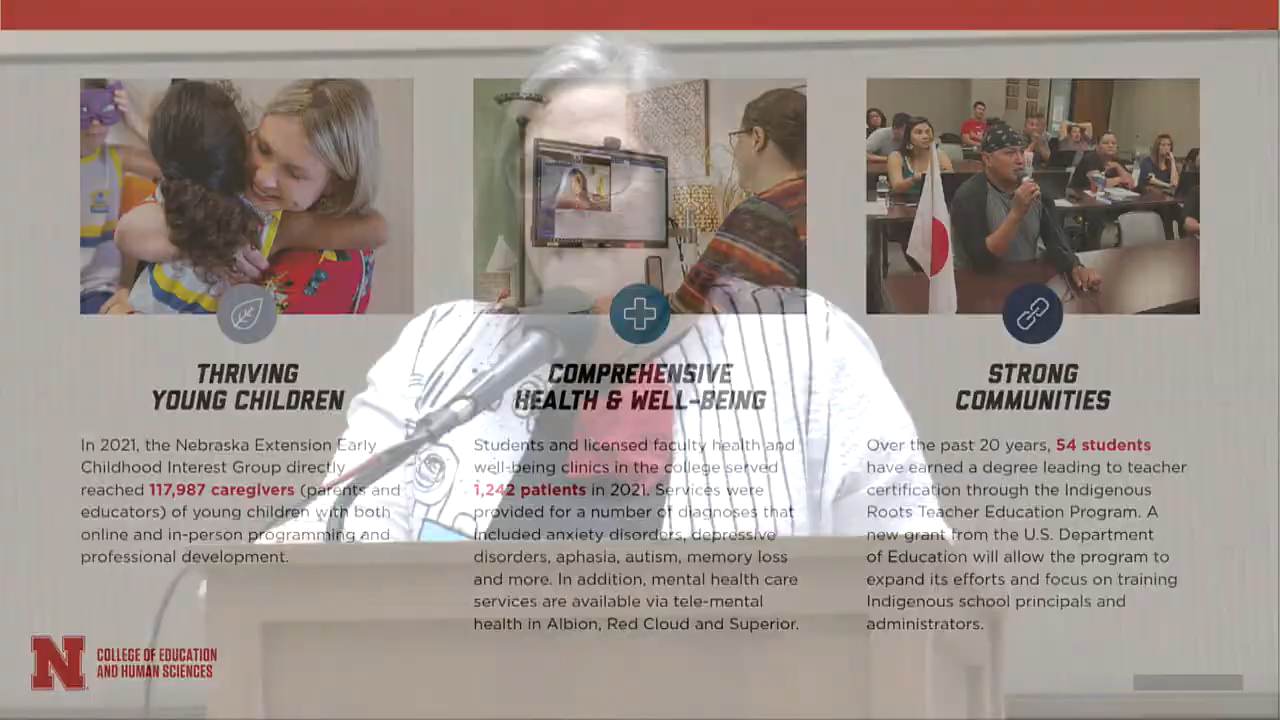 THRIVING
YOUNG CHILDREN
In 2021, the Nebraska Extension Early
Childhood Interest Group directly
reached 117,987 caregivers (parents and
educators) of young children with both
online and in-person programming and
professional development.
COMPREHENSIVE
HEALTH & WELL-BEING
Students and licensed faculty health and
well-being clinics in the college served
1,242 patients in 2021. Services were
provided for a number of diagnoses that
included anxiety disorders, depressive
disorders, aphasia, autism, memory loss
and more. In addition, mental health care
services are available via tele-mental
health in Albion, Red Cloud and Superior.
STRONG
COMMUNITIES
Over the past 20 years, 54 students
have earned a degree leading to teacher
certification through the Indigenous
Roots Teacher Education Program. A
new grant from the U.S. Department
of Education will allow the program to
expand its efforts and focus on training
Indigenous school principals and
administrators.
N
COLLEGE OF EDUCATION
AND HUMAN SCIENCES